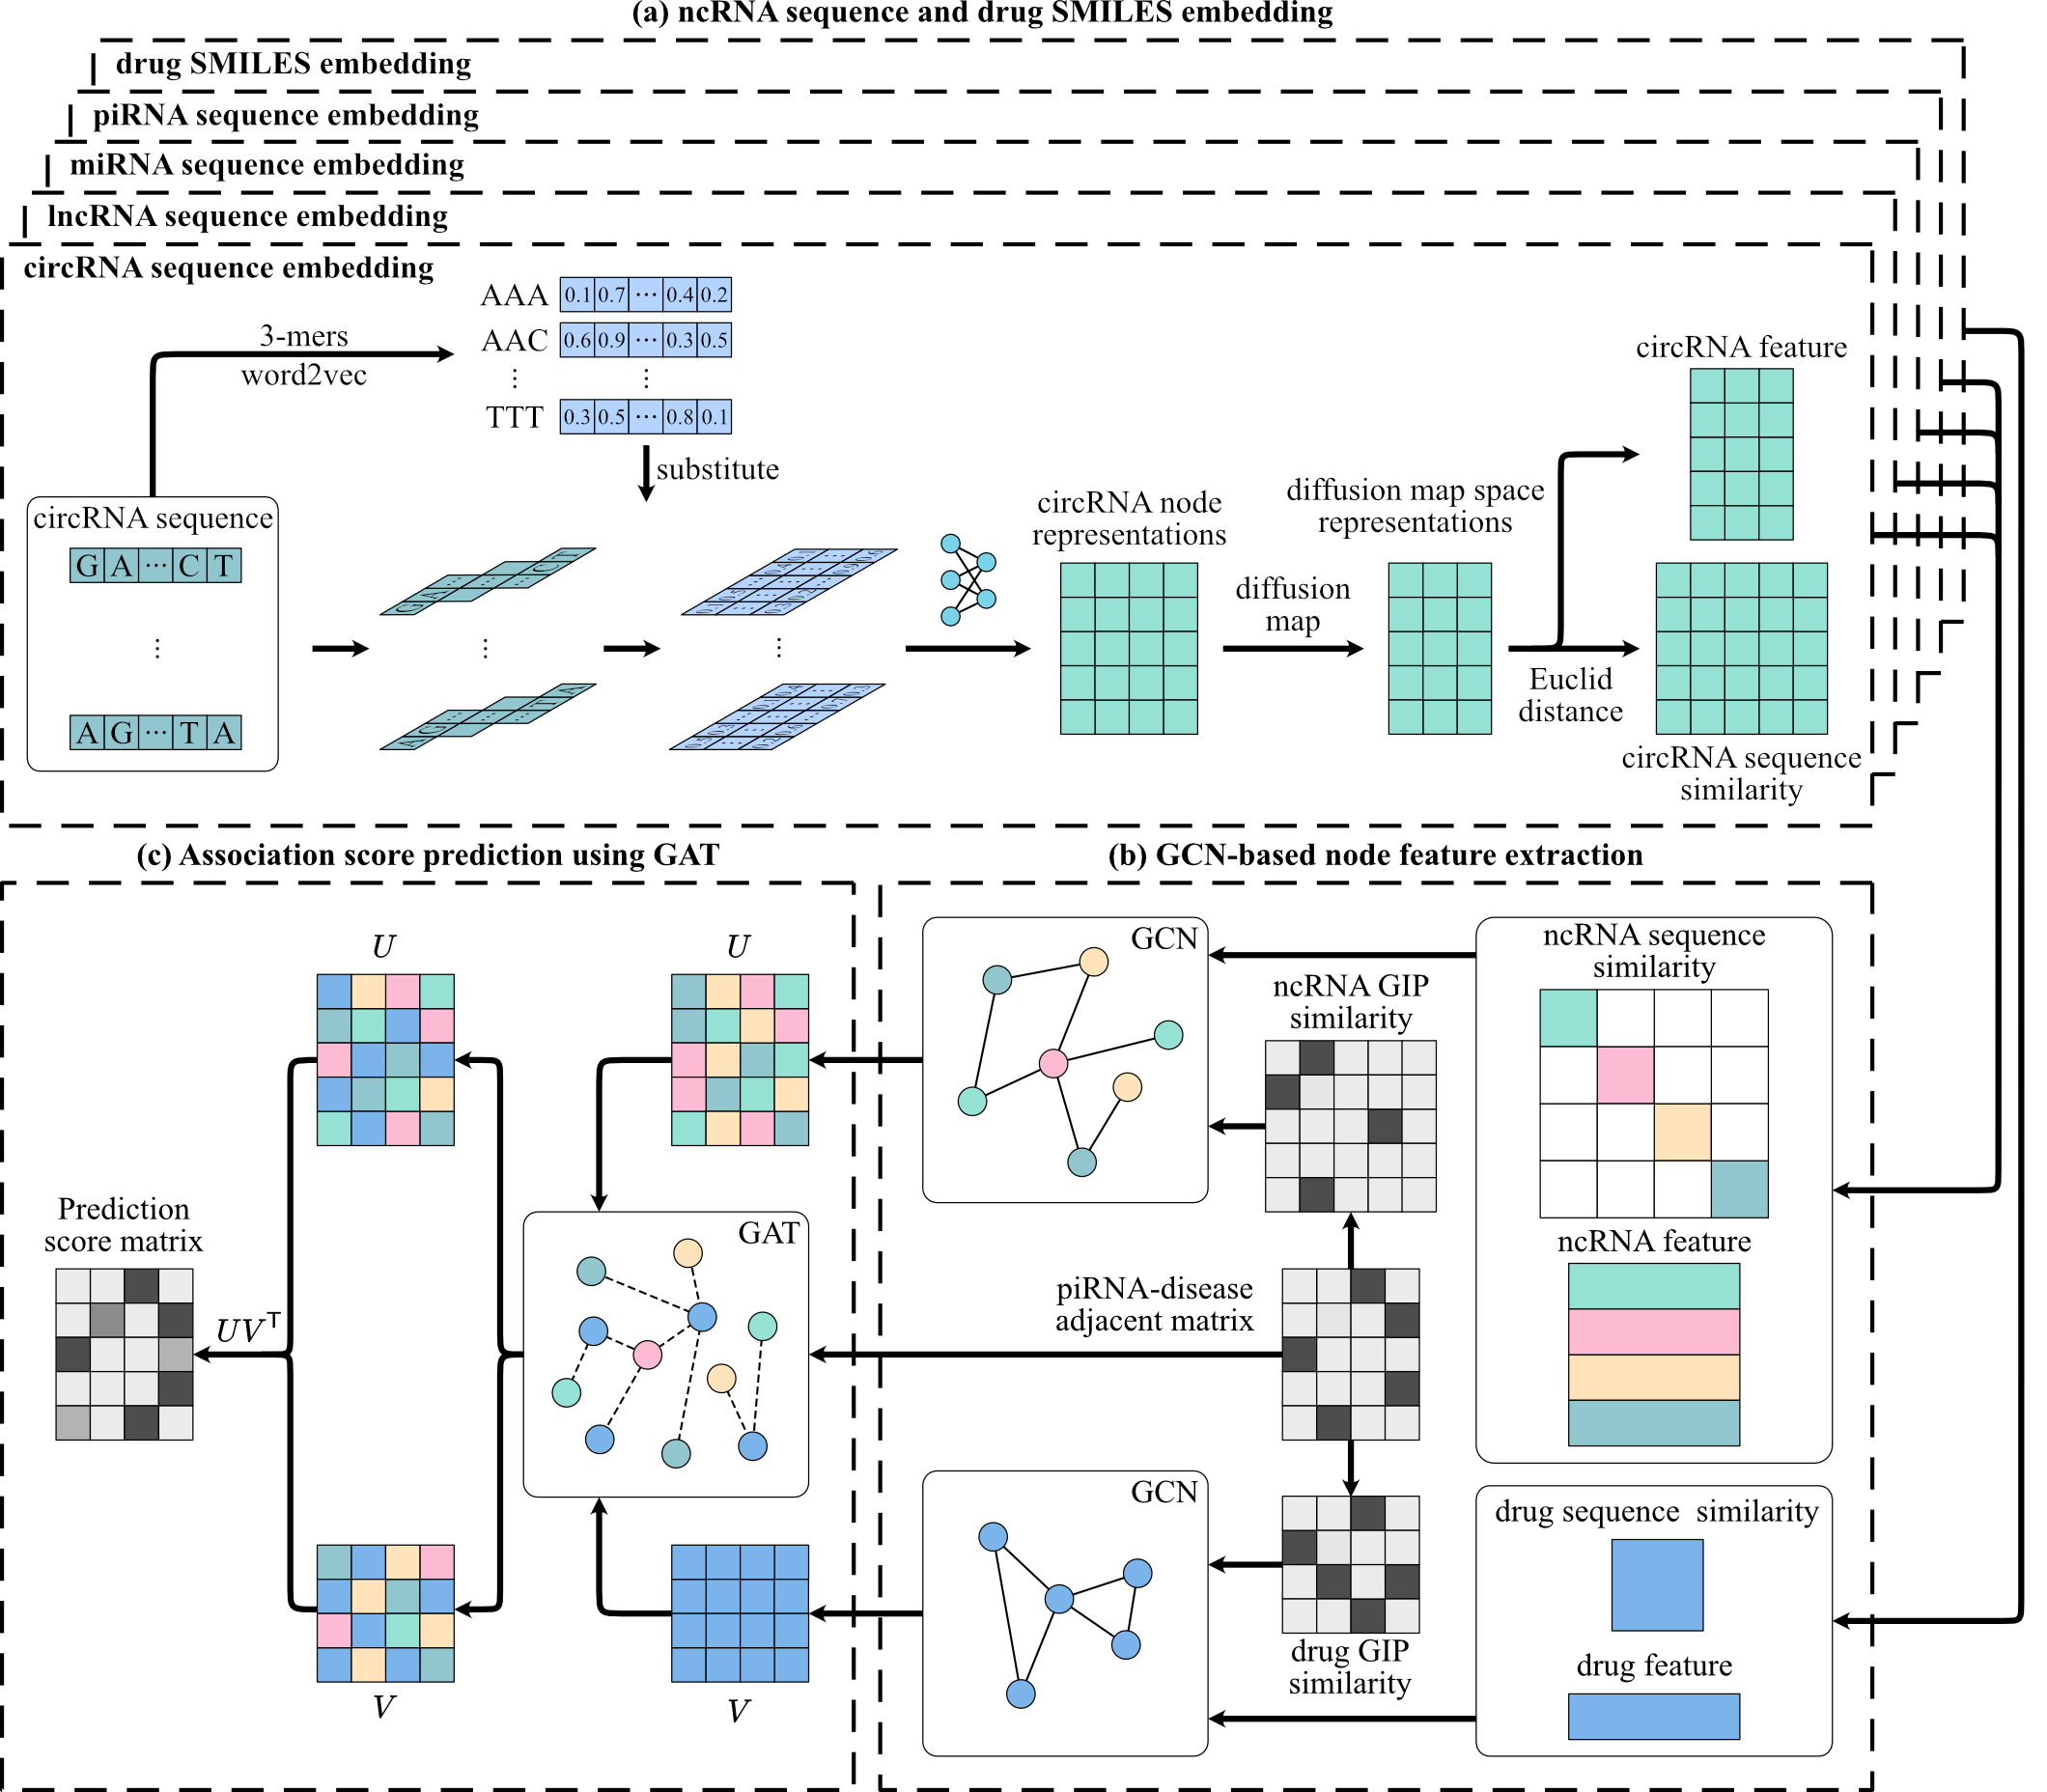 (a) ncRNA sequence and drug SMILES embedding
drug SMILES embedding
piRNA sequence embedding
miRNA sequence embedding
lncRNA sequence embedding
circRNA sequence embedding
3-mers
word2vec
AAA 0.1 0.7 ··· 0.4 0.2
AAC 0.6 0.9 ··· 0.3 0.5
⋮ ⋮
TTT 0.3 0.5 ··· 0.8 0.1
substitute
circRNA sequence
G A ··· C T
⋮
A G ··· T A
⋮
⋮
circRNA node
representations
diffusion
map
diffusion map space
representations
Euclid
distance
circRNA feature
circRNA sequence
similarity
(c) Association score prediction using GAT
(b) GCN-based node feature extraction
U
U
GCN
ncRNA GIP
similarity
ncRNA sequence
similarity
ncRNA feature
Prediction
score matrix
UV⊤
GAT
piRNA-disease
adjacent matrix
GCN
drug GIP
similarity
drug sequence similarity
drug feature
V
V